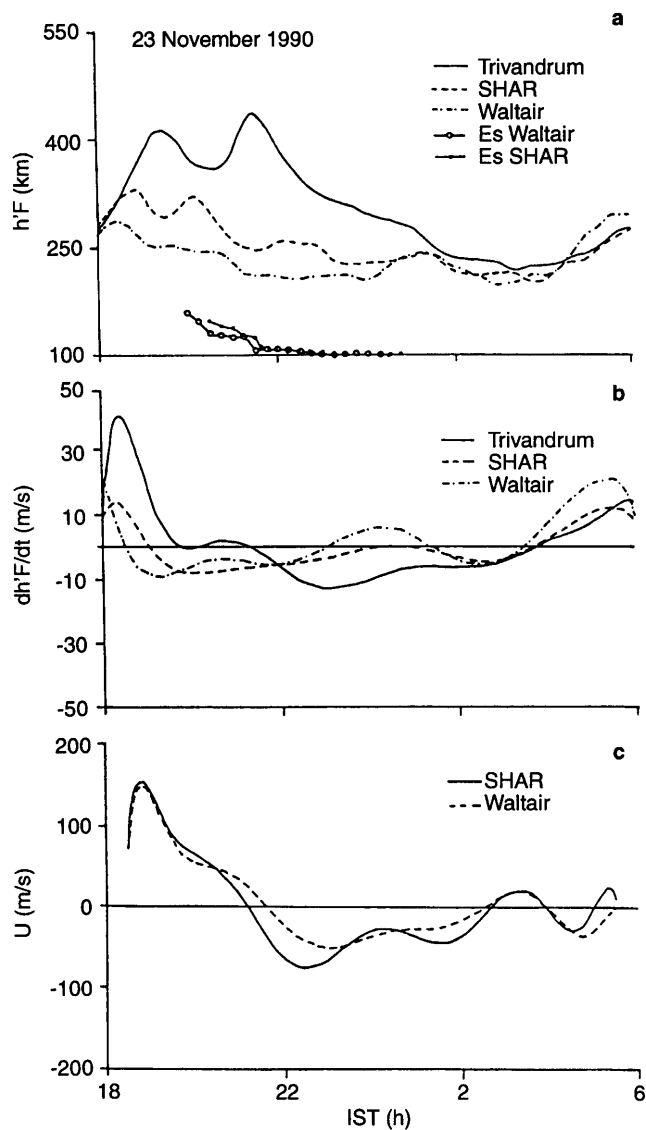 a
550
23 November 1990
Trivandrum
SHAR
Waltair
Es Waltair
Es SHAR
400
h'F (km)
250
100
50
b
30
Trivandrum
SHAR
Waltair
10
dh'F/dt (m/s)
-10
-30
-50
200
c
SHAR
Waltair
100
U (m/s)
0
-100
-200
18
22
2
6
IST (h)